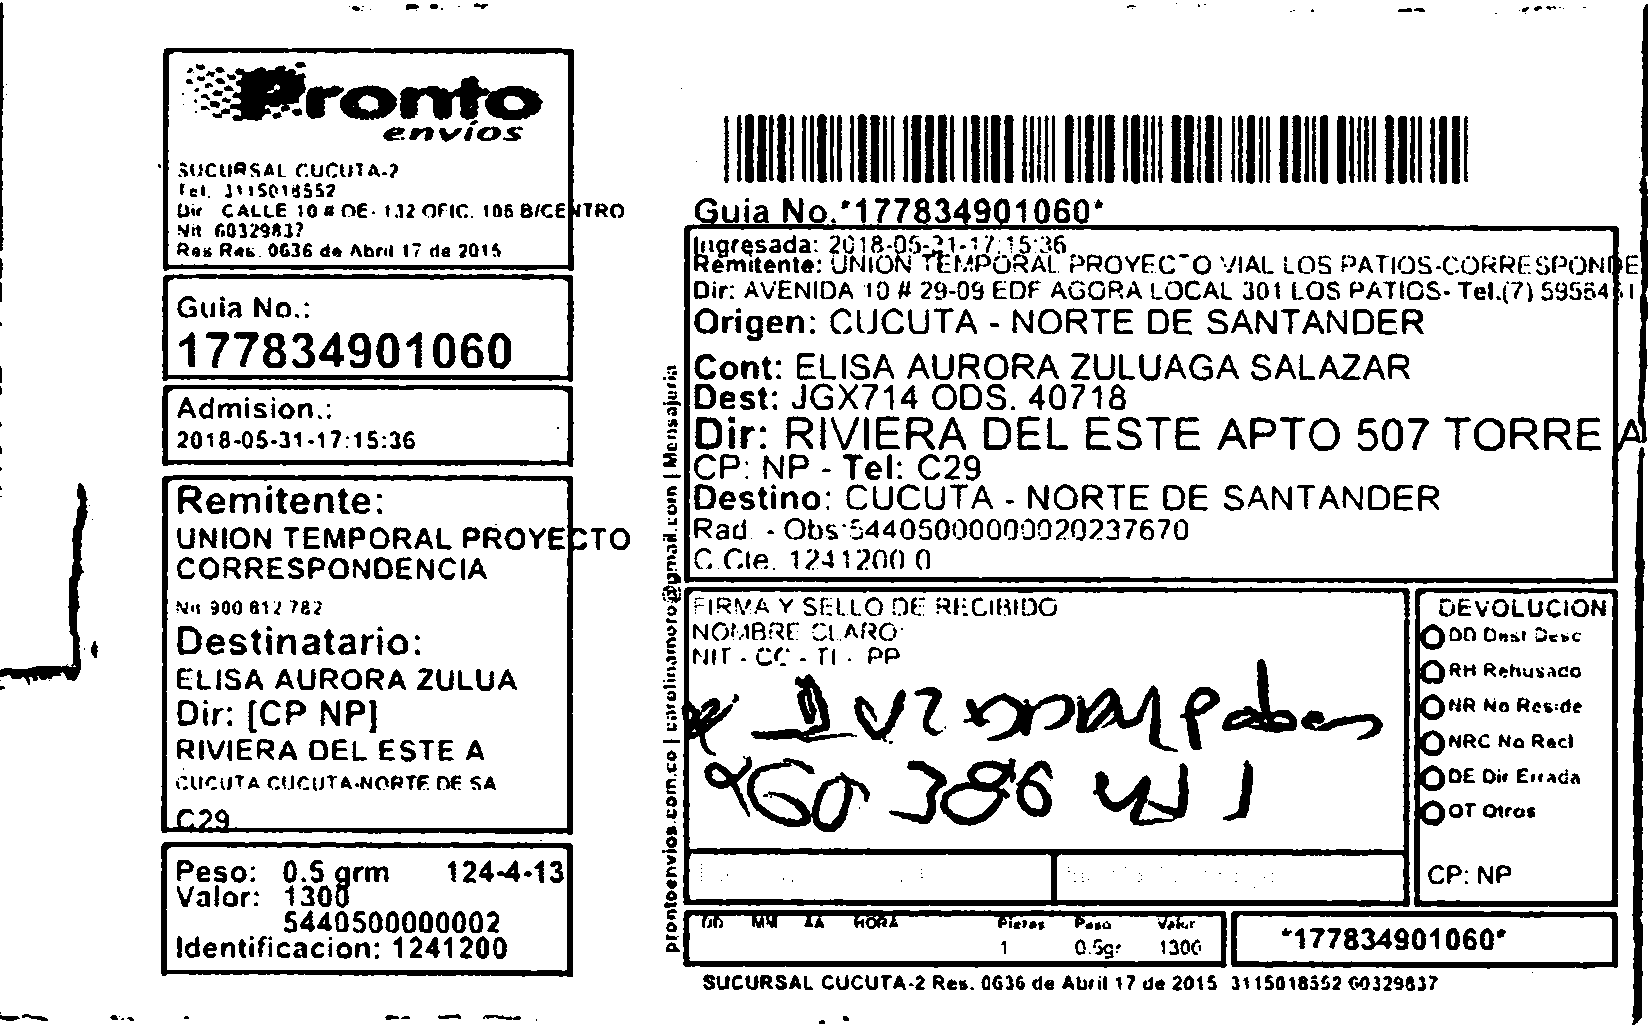 Pronto
envíos
SUCURSAL CUCUTA-2
Tel. 3115018552
Dir CALLE 10 # OE- 132 OFIC. 106 B/CENTRO
Nit 60329837
Res Res. 0636 de Abril 17 de 2015
Guia No.:
177834901060
Admision.:
2018-05-31-17:15:36
Remitente:
UNION TEMPORAL PROYECTO
CORRESPONDENCIA
Nit 900 812 782
Destinatario:
ELISA AURORA ZULUA
Dir: [CP NP]
RIVIERA DEL ESTE A
CUCUTA CUCUTA-NORTE DE SA
C29
Peso: 0.5 grm 124-4-13
Valor: 1300
5440500000002
Identificacion: 1241200
prontoenvios.com.co | carolinamoro@gmail.com | Mensajuria
Guia No.*177834901060*
Ingresada: 2018-05-31-17:15:36
Remitente: UNION TEMPORAL PROYECTO VIAL LOS PATIOS-CORRESPONDE
Dir: AVENIDA 10 # 29-09 EDF AGORA LOCAL 301 LOS PATIOS- Tel.(7)
Origen: CUCUTA - NORTE DE SANTANDER
Cont: ELISA AURORA ZULUAGA SALAZAR
Dest: JGX714 ODS. 40718
Dir: RIVIERA DEL ESTE APTO 507 TORRE A
CP: NP - Tel: C29
Destino: CUCUTA - NORTE DE SANTANDER
Rad. - Obs:54405000000020237670
C.Cte. 1241200 0
FIRMA Y SELLO DE RECIBIDO
NOMBRE CLARO
NIT - CC - TI - PP
DEVOLUCION
DD Dest Desc
RH Rehusado
NR No Reside
NRC No Recl
DE Dir Errada
OT Otros
CP: NP
DD MM AA HORA Piezas Peso Valor
1 0.5gr 1300
*177834901060*
SUCURSAL CUCUTA-2 Res. 0636 de Abril 17 de 2015 3115018552 60329837